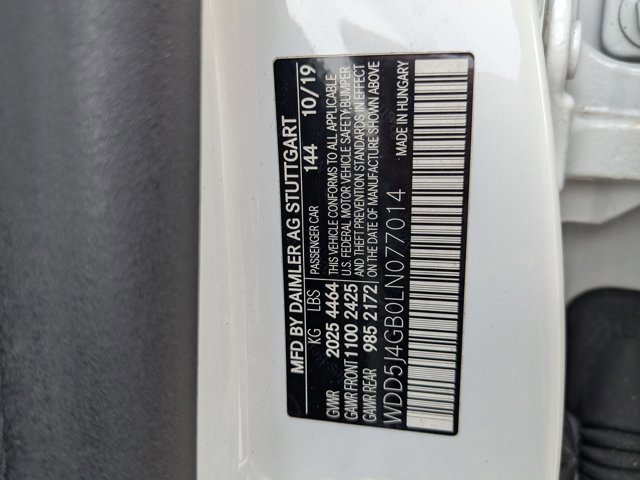 MFD BY DAIMLER AG STUTTGART
KG LBS PASSENGER CAR 144 10/19
GVWR 2025 4464 THIS VEHICLE CONFORMS TO ALL APPLICABLE
GAWR FRONT 1100 2425 U.S. FEDERAL MOTOR VEHICLE SAFETY, BUMPER,
GAWR REAR 985 2172 AND THEFT PREVENTION STANDARDS IN EFFECT
ON THE DATE OF MANUFACTURE SHOWN ABOVE
WDD5J4GB0LN077014 MADE IN HUNGARY